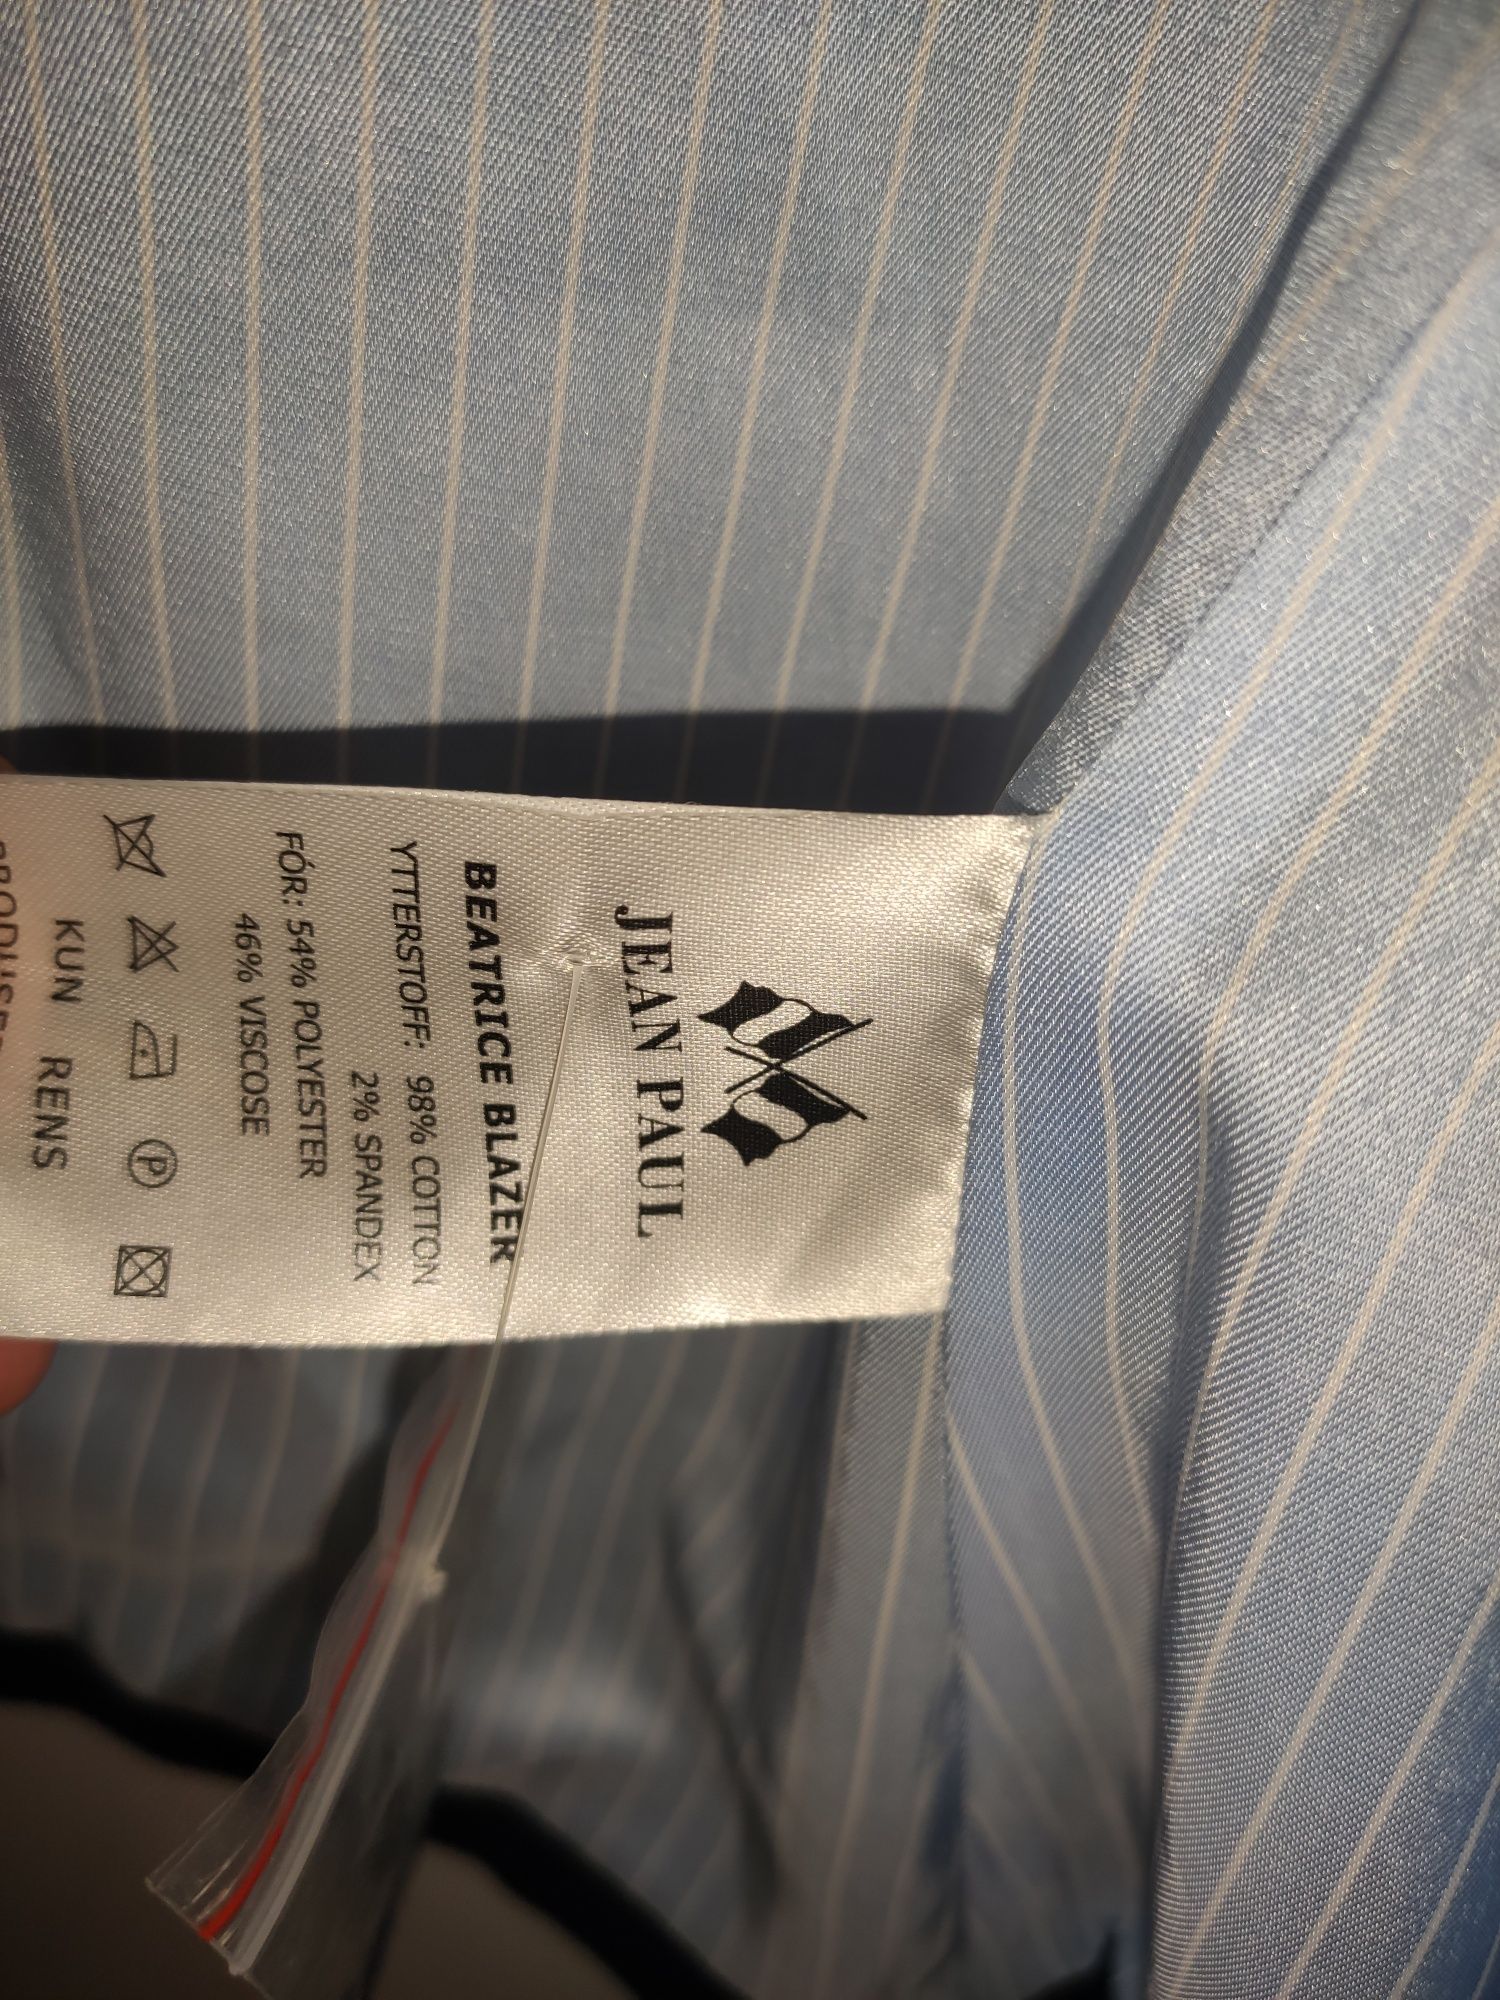 JEAN PAUL
BEATRICE BLAZER
YTTERSTOFF: 98% COTTON
2% SPANDEX
FÓR: 54% POLYESTER
46% VISCOSE
P
KUN RENS